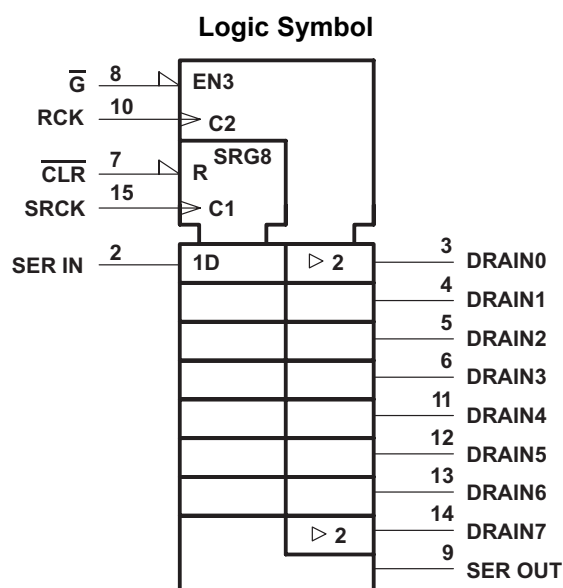 Logic Symbol
G 8 EN3
RCK 10 C2
SRG8
CLR 7 R
SRCK 15 C1
SER IN 2 1D 2 3 DRAIN0
4 DRAIN1
5 DRAIN2
6 DRAIN3
11 DRAIN4
12 DRAIN5
13 DRAIN6
2 14 DRAIN7
9 SER OUT